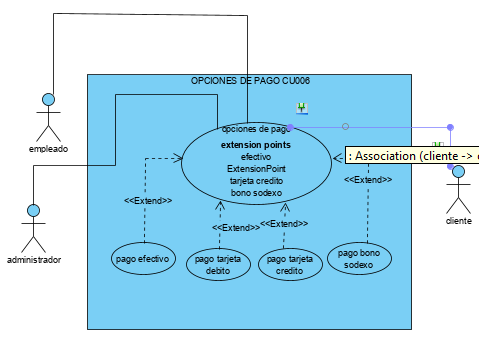 OPCIONES DE PAGO CU006
opciones de pago
extension points
efectivo
ExtensionPoint
tarjeta credito
bono sodexo
empleado
: Association (cliente ->
<<Extend>>
<<Extend>>
<<Extend>>
<<Extend>>
cliente
administrador
pago efectivo
pago tarjeta
debito
pago tarjeta
credito
pago bono
sodexo